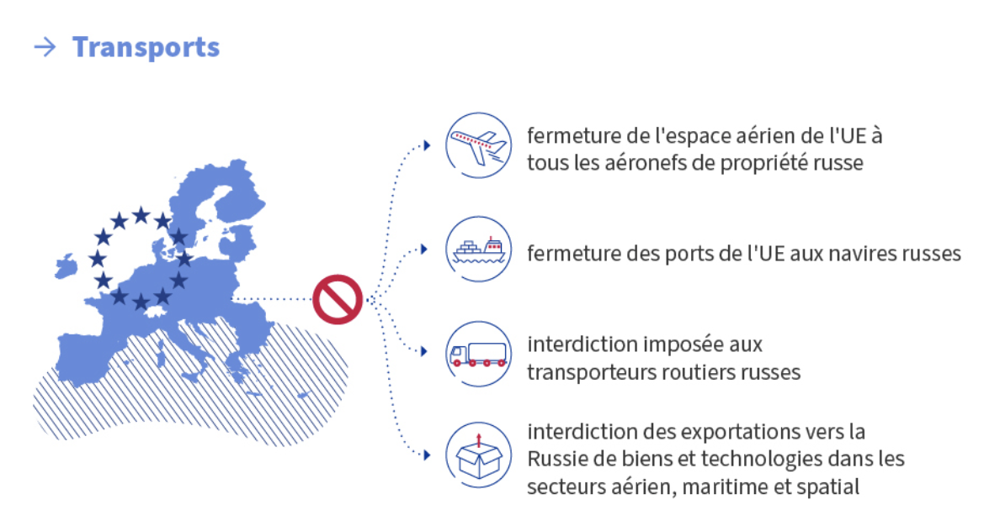 → Transports
fermeture de l'espace aérien de l'UE à
tous les aéronefs de propriété russe
fermeture des ports de l'UE aux navires russes
interdiction imposée aux
transporteurs routiers russes
interdiction des exportations vers la
Russie de biens et technologies dans les
secteurs aérien, maritime et spatial